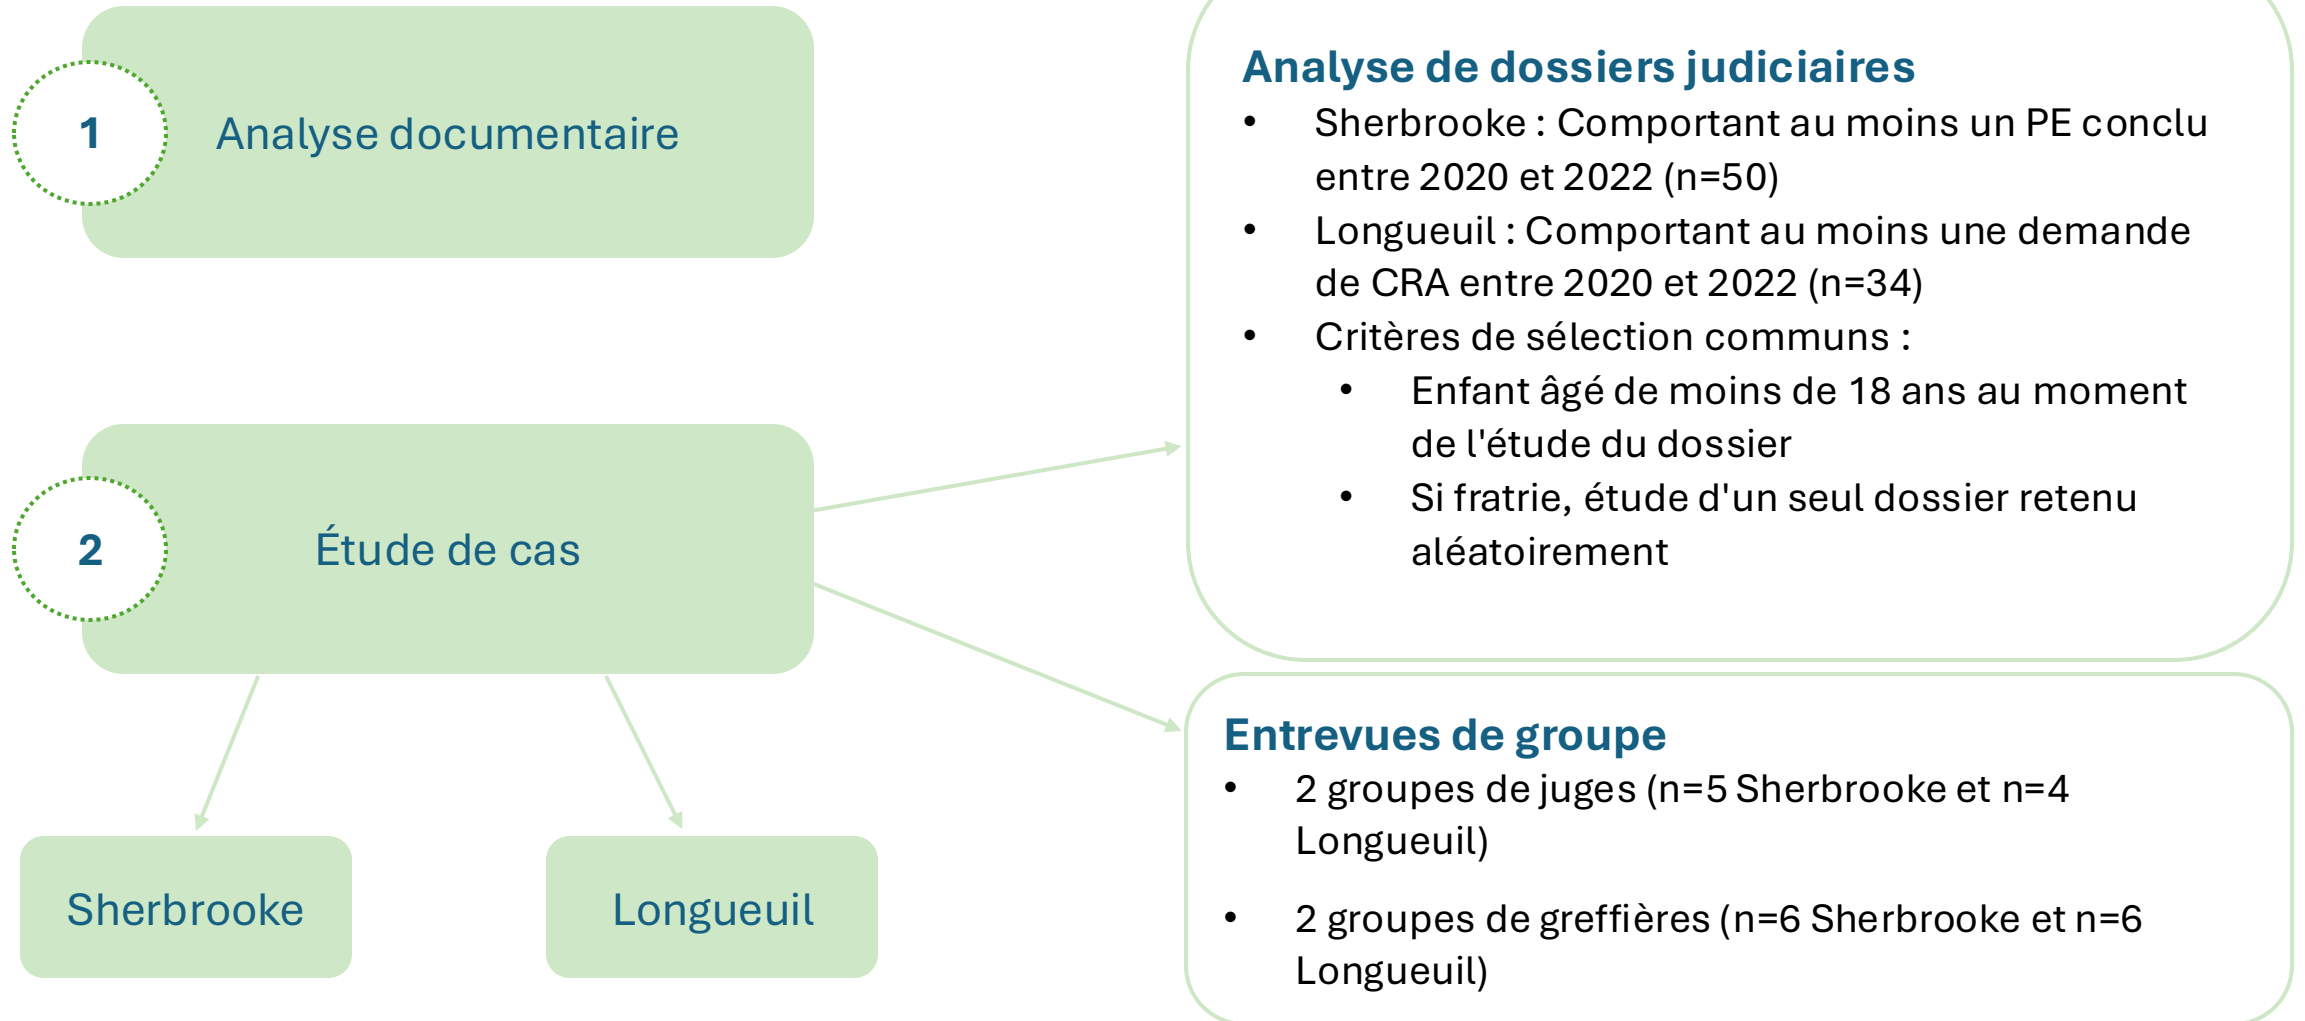 1
Analyse documentaire
2
Étude de cas
Sherbrooke
Longueuil
Analyse de dossiers judiciaires
• Sherbrooke : Comportant au moins un PE conclu
entre 2020 et 2022 (n=50)
• Longueuil : Comportant au moins une demande
de CRA entre 2020 et 2022 (n=34)
• Critères de sélection communs :
• Enfant âgé de moins de 18 ans au moment
de l'étude du dossier
• Si fratrie, étude d'un seul dossier retenu
aléatoirement
Entrevues de groupe
• 2 groupes de juges (n=5 Sherbrooke et n=4
Longueuil)
• 2 groupes de greffières (n=6 Sherbrooke et n=6
Longueuil)